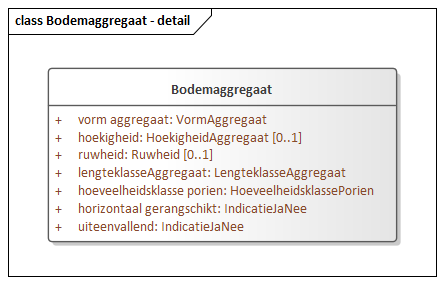 class Bodemaggregaat - detail
Bodemaggregaat
+ vorm aggregaat: VormAggregaat
+ hoekigheid: HoekigheidAggregaat [0..1]
+ ruwheid: Ruwheid [0..1]
+ lengteklasseAggregaat: LengteklasseAggregaat
+ hoeveelheidsklasse porien: HoeveelheidsklassePorien
+ horizontaal gerangschikt: IndicatieJaNee
+ uiteenvallend: IndicatieJaNee